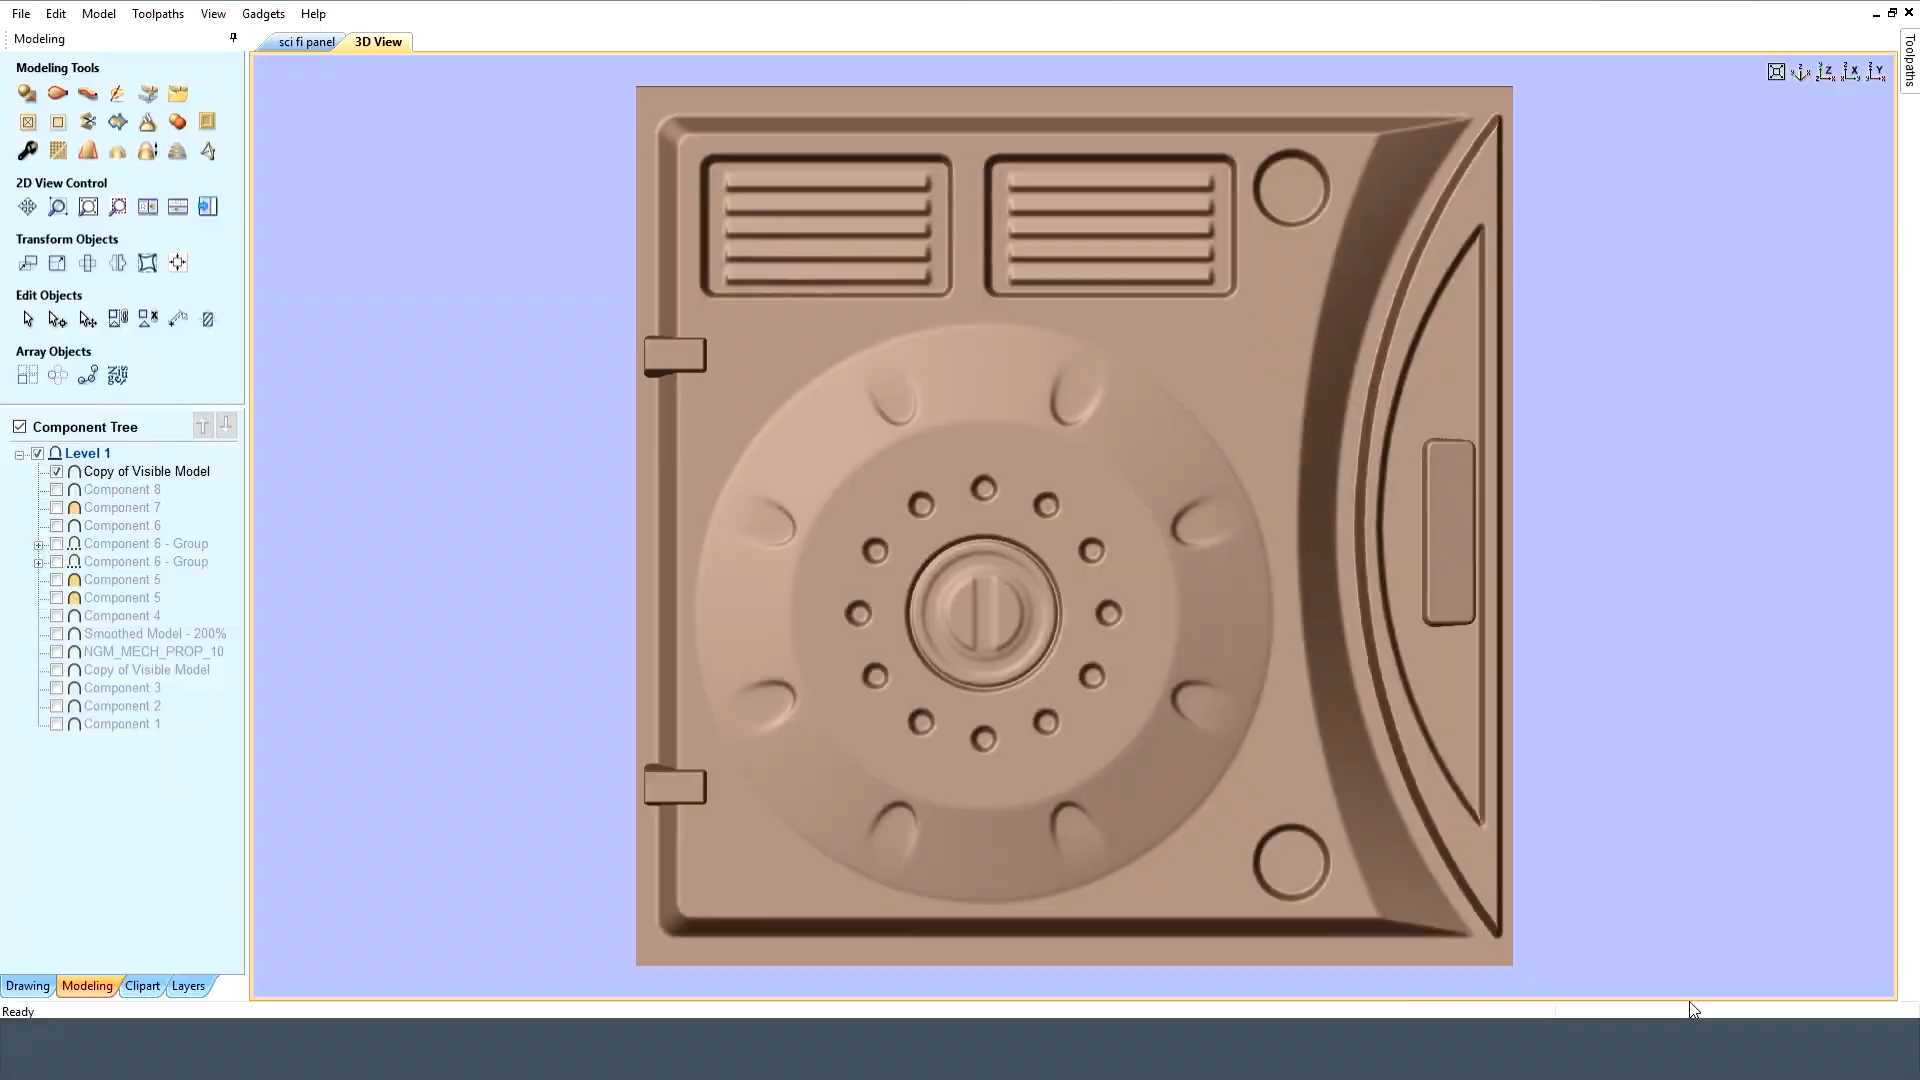 File Edit Model Toolpaths View Gadgets Help
Modeling
sci fi panel
3D View
Toolpaths
Modeling Tools
2D View Control
Transform Objects
Edit Objects
Array Objects
Component Tree
Level 1
Copy of Visible Model
Component 8
Component 7
Component 6
Component 6 - Group
Component 6 - Group
Component 5
Component 5
Component 4
Smoothed Model - 200%
NGM_MECH_PROP_10
Copy of Visible Model
Component 3
Component 2
Component 1
Drawing Modeling Clipart Layers
Ready